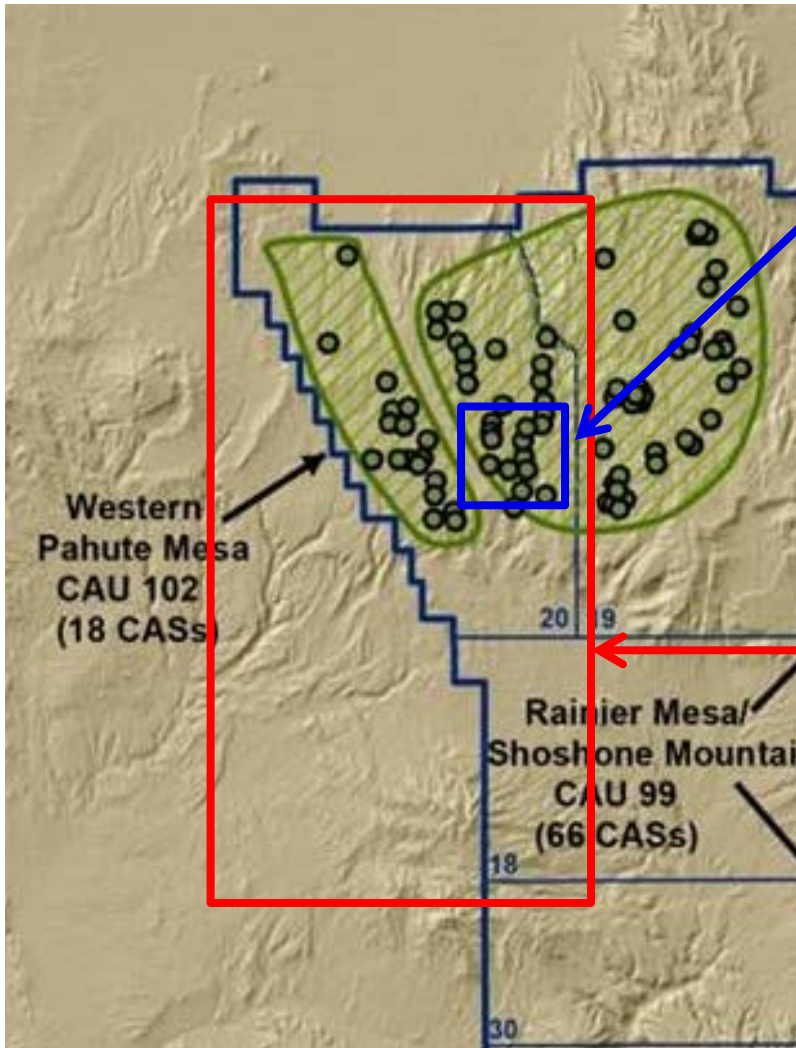 Western
Pahute Mesa
CAU 102
(18 CASs)
20 19
Rainier Mesa/
Shoshone Mountai
CAU 99
(66 CASs)
18
30